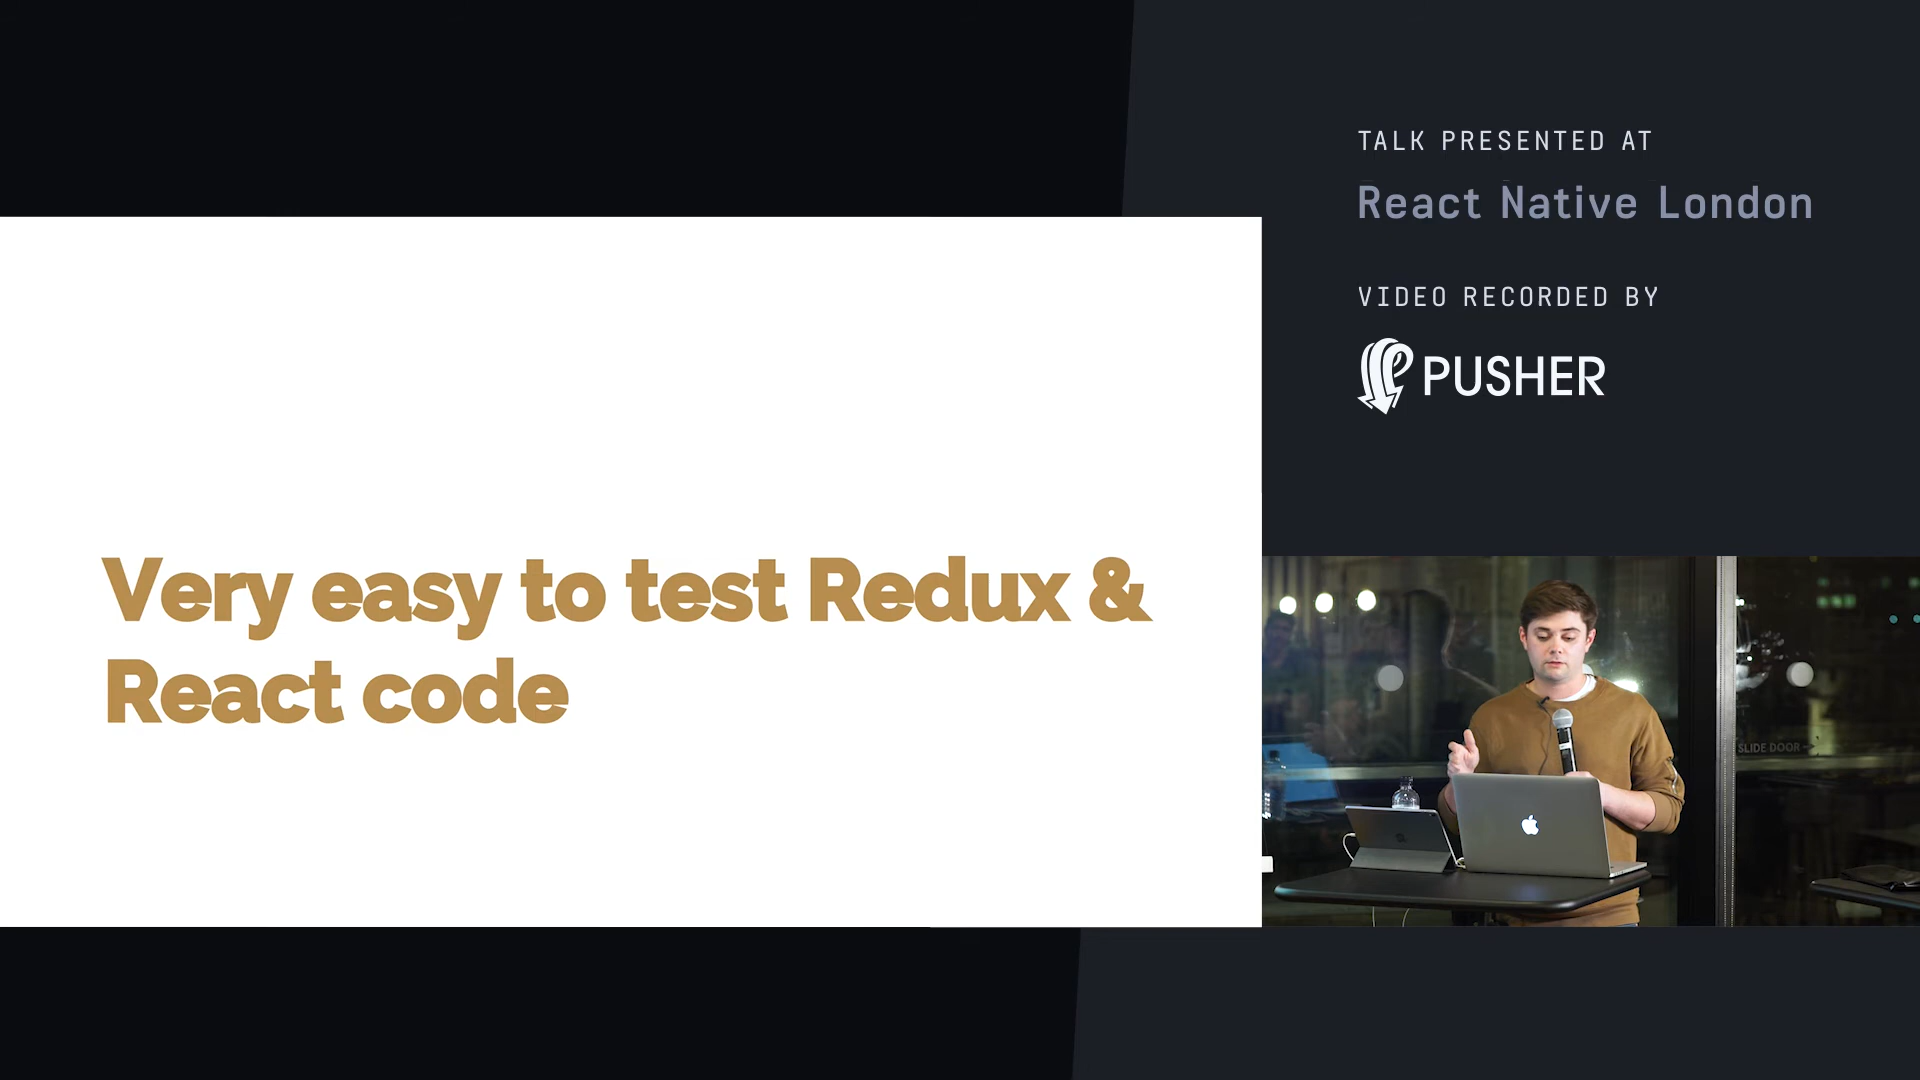 TALK PRESENTED AT
React Native London
VIDEO RECORDED BY
PUSHER
Very easy to test Redux &
React code
SLIDE DOOR